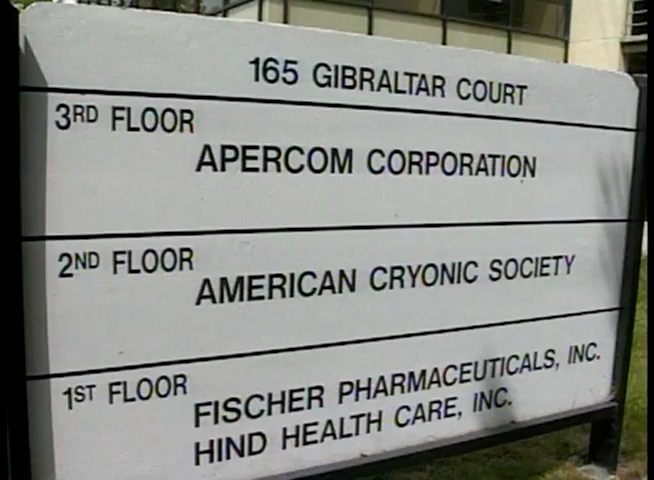 165 GIBRALTAR COURT
3RD FLOOR
APERCOM CORPORATION
2ND FLOOR
AMERICAN CRYONIC SOCIETY
1ST FLOOR
FISCHER PHARMACEUTICALS, INC.
HIND HEALTH CARE, INC.